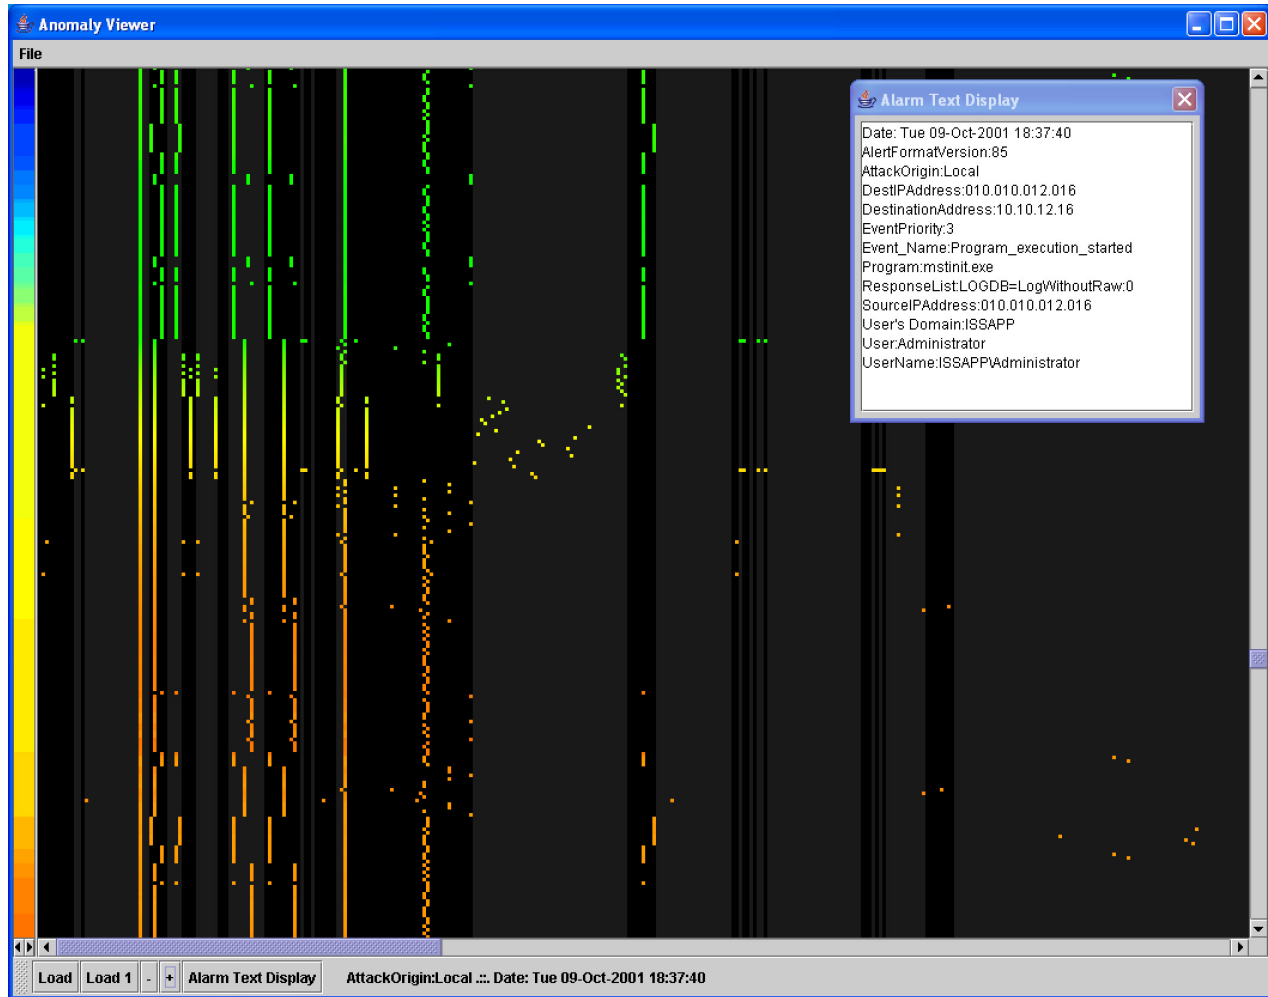 Anomaly Viewer
File
Alarm Text Display
Date: Tue 09-Oct-2001 18:37:40
AlertFormatVersion:85
AttackOrigin:Local
DestIPAddress:010.010.012.016
DestinationAddress:10.10.12.16
EventPriority:3
Event_Name:Program_execution_started
Program:mstinit.exe
ResponseList:LOGDB=LogWithoutRaw:0
SourceIPAddress:010.010.012.016
User's Domain:ISSAPP
User:Administrator
UserName:ISSAPP\Administrator
Load Load 1 - + Alarm Text Display AttackOrigin:Local .::. Date: Tue 09-Oct-2001 18:37:40